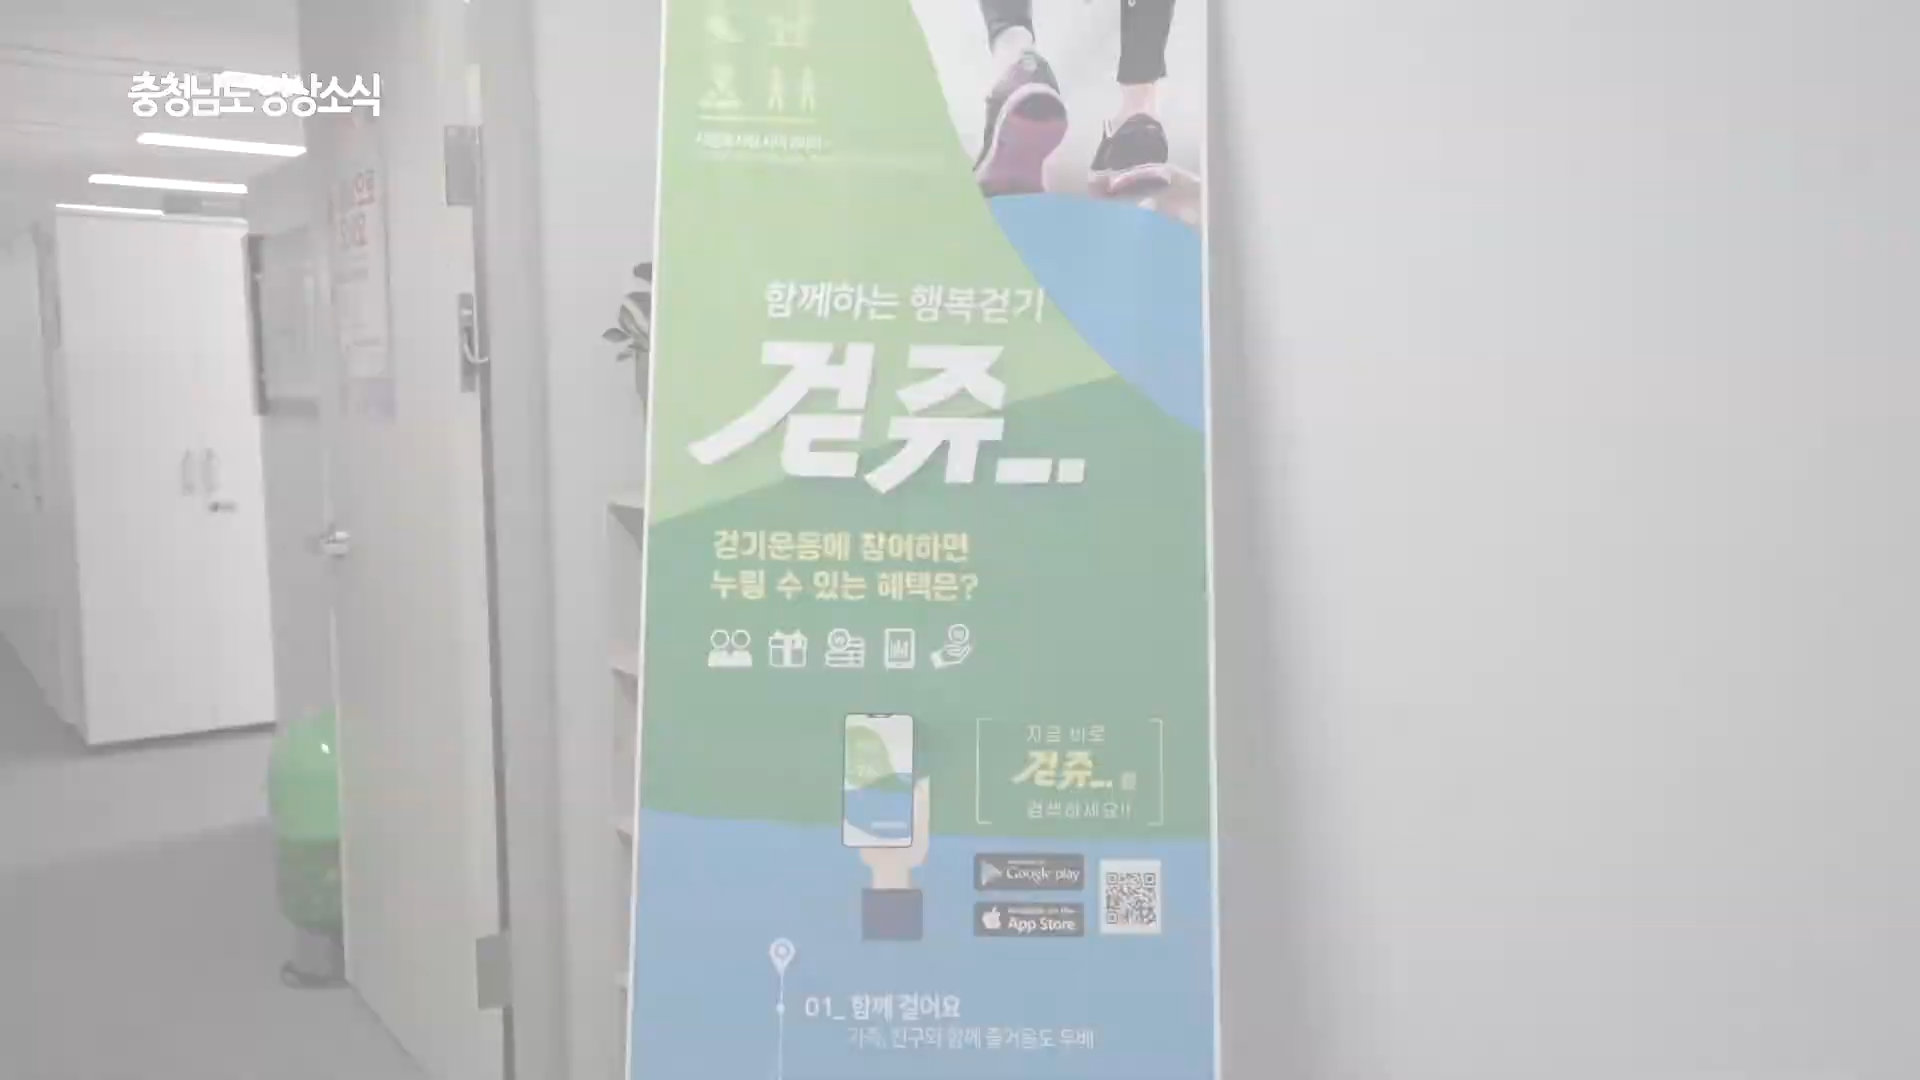 충청남도 영상소식
함께하는 행복걷기
걷쥬...
걷기운동에 참여하면
누릴 수 있는 혜택은?
지금 바로
걷쥬... 를
검색하세요!!
Google play
App Store
01_ 함께 걸어요
가족, 친구와 함께 즐거움도 두배